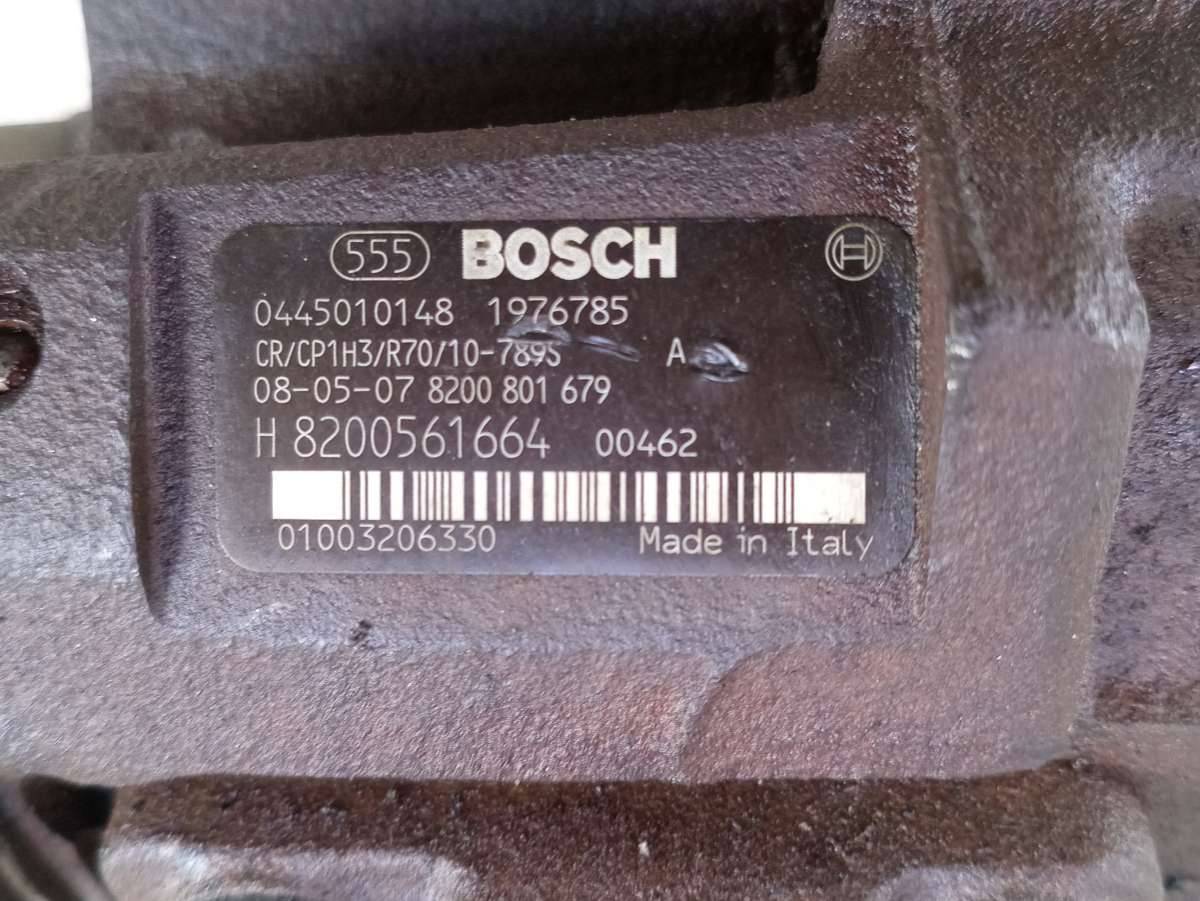 555 BOSCH
0445010148 1976785
CR/CP1H3/R70/10-789S A
08-05-07 8200 801 679
H 8200561664 00462
01003206330 Made in Italy